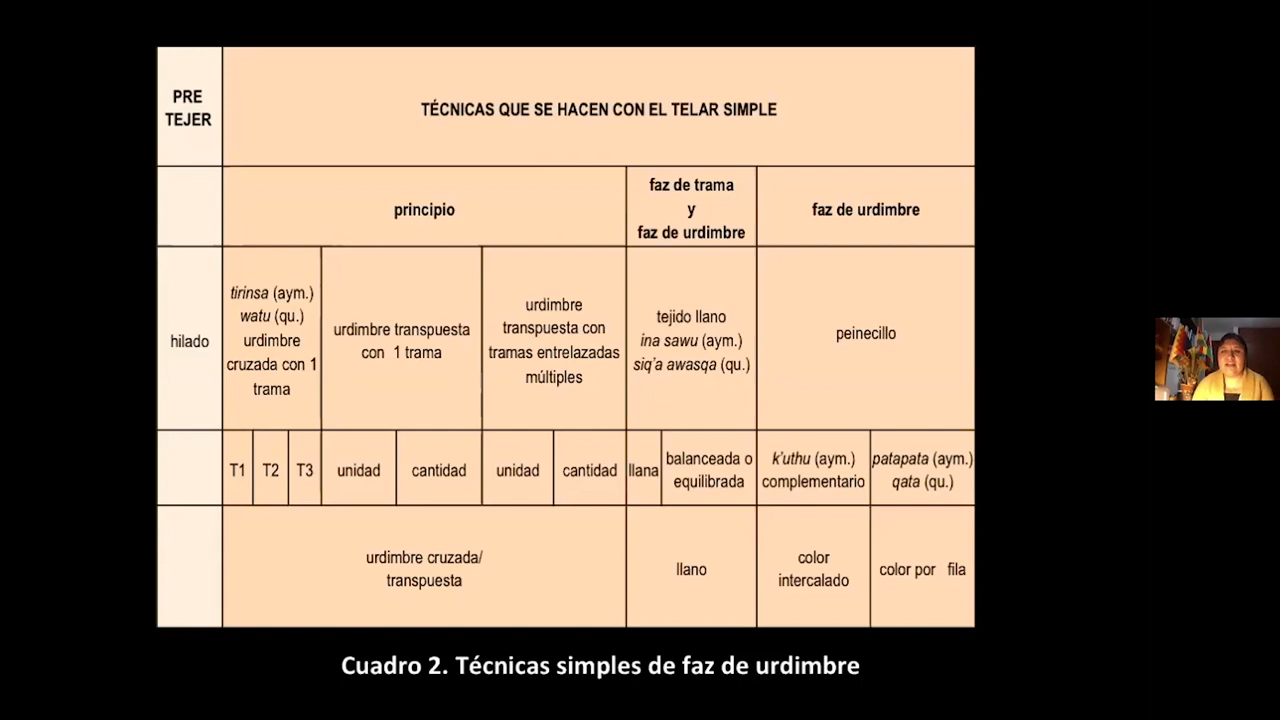 PRE
TEJER
TÉCNICAS QUE SE HACEN CON EL TELAR SIMPLE
principio
faz de trama
y
faz de urdimbre
faz de urdimbre
hilado
tirinsa (aym.)
watu (qu.)
urdimbre
cruzada con 1
trama
urdimbre transpuesta
con 1 trama
urdimbre
transpuesta con
tramas entrelazadas
múltiples
tejido llano
ina sawu (aym.)
siq'a awasqa (qu.)
peinecillo
T1
T2
T3
unidad
cantidad
unidad
cantidad
llana
balanceada o
equilibrada
k'uthu (aym.)
complementario
patapata (aym.)
qata (qu.)
urdimbre cruzada/
transpuesta
llano
color
intercalado
color por fila
Cuadro 2. Técnicas simples de faz de urdimbre